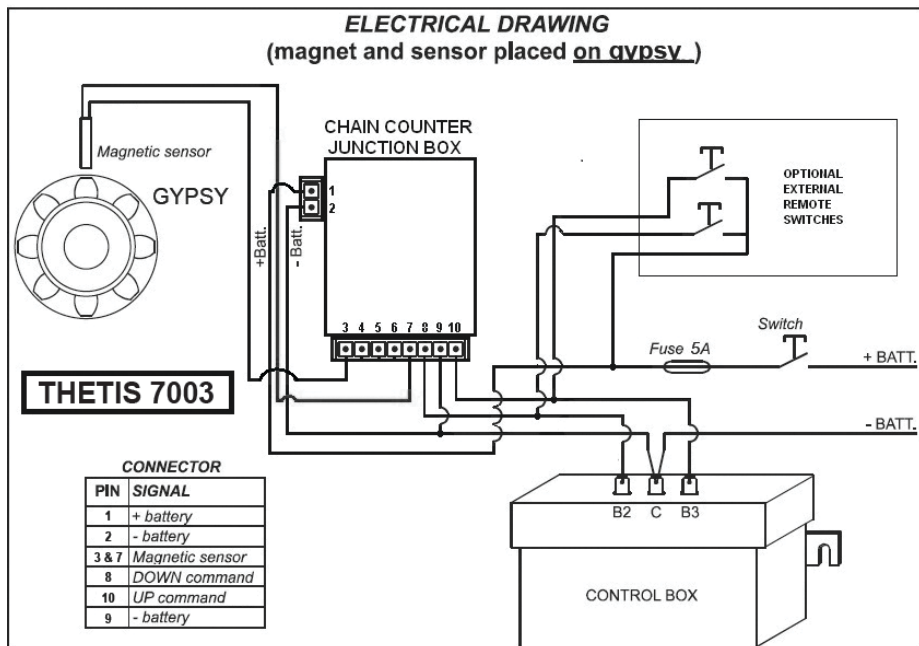 ELECTRICAL DRAWING
(magnet and sensor placed on gypsy )
Magnetic sensor
GYPSY
CHAIN COUNTER
JUNCTION BOX
1
2
+Batt.
- Batt.
3 4 5 6 7 8 9 10
OPTIONAL
EXTERNAL
REMOTE
SWITCHES
Fuse 5A
Switch
+ BATT.
- BATT.
THETIS 7003
CONNECTOR
PIN SIGNAL
1 + battery
2 - battery
3 & 7 Magnetic sensor
8 DOWN command
10 UP command
9 - battery
B2 C B3
CONTROL BOX